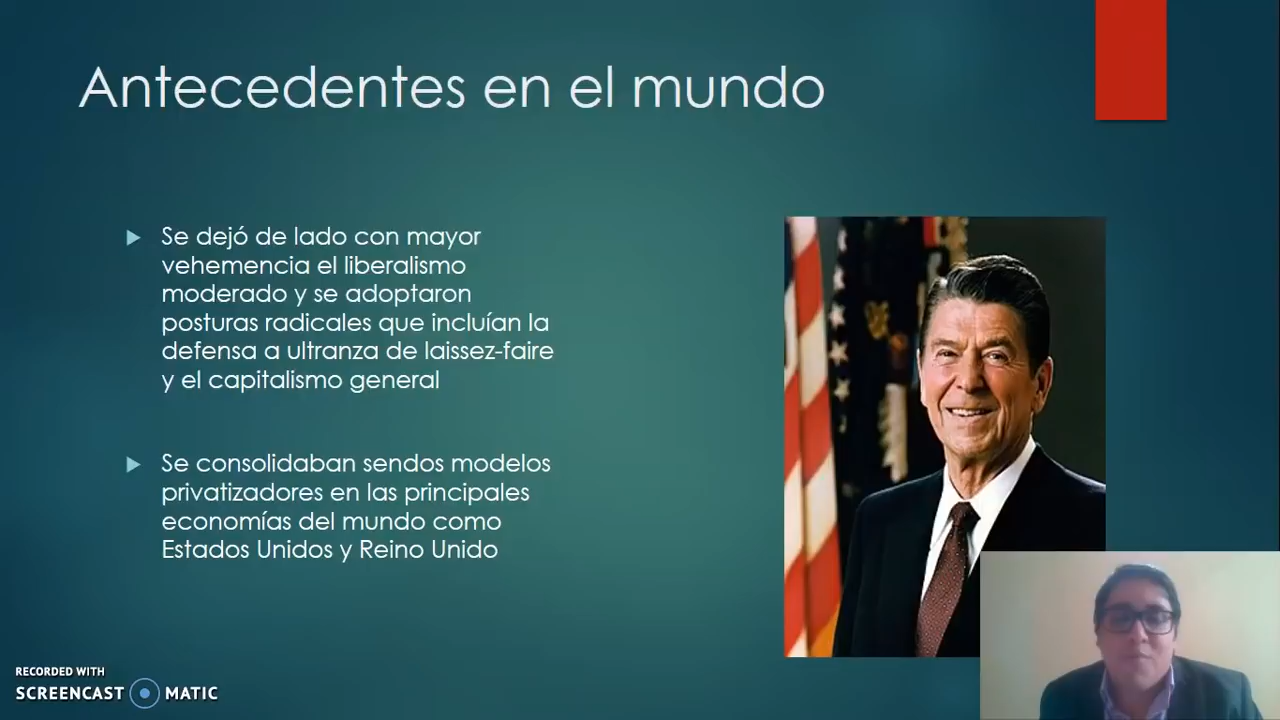 Antecedentes en el mundo
Se dejó de lado con mayor
vehemencia el liberalismo
moderado y se adoptaron
posturas radicales que incluían la
defensa a ultranza de laissez-faire
y el capitalismo general
Se consolidaban sendos modelos
privatizadores en las principales
economías del mundo como
Estados Unidos y Reino Unido
RECORDED WITH
SCREENCAST MATIC